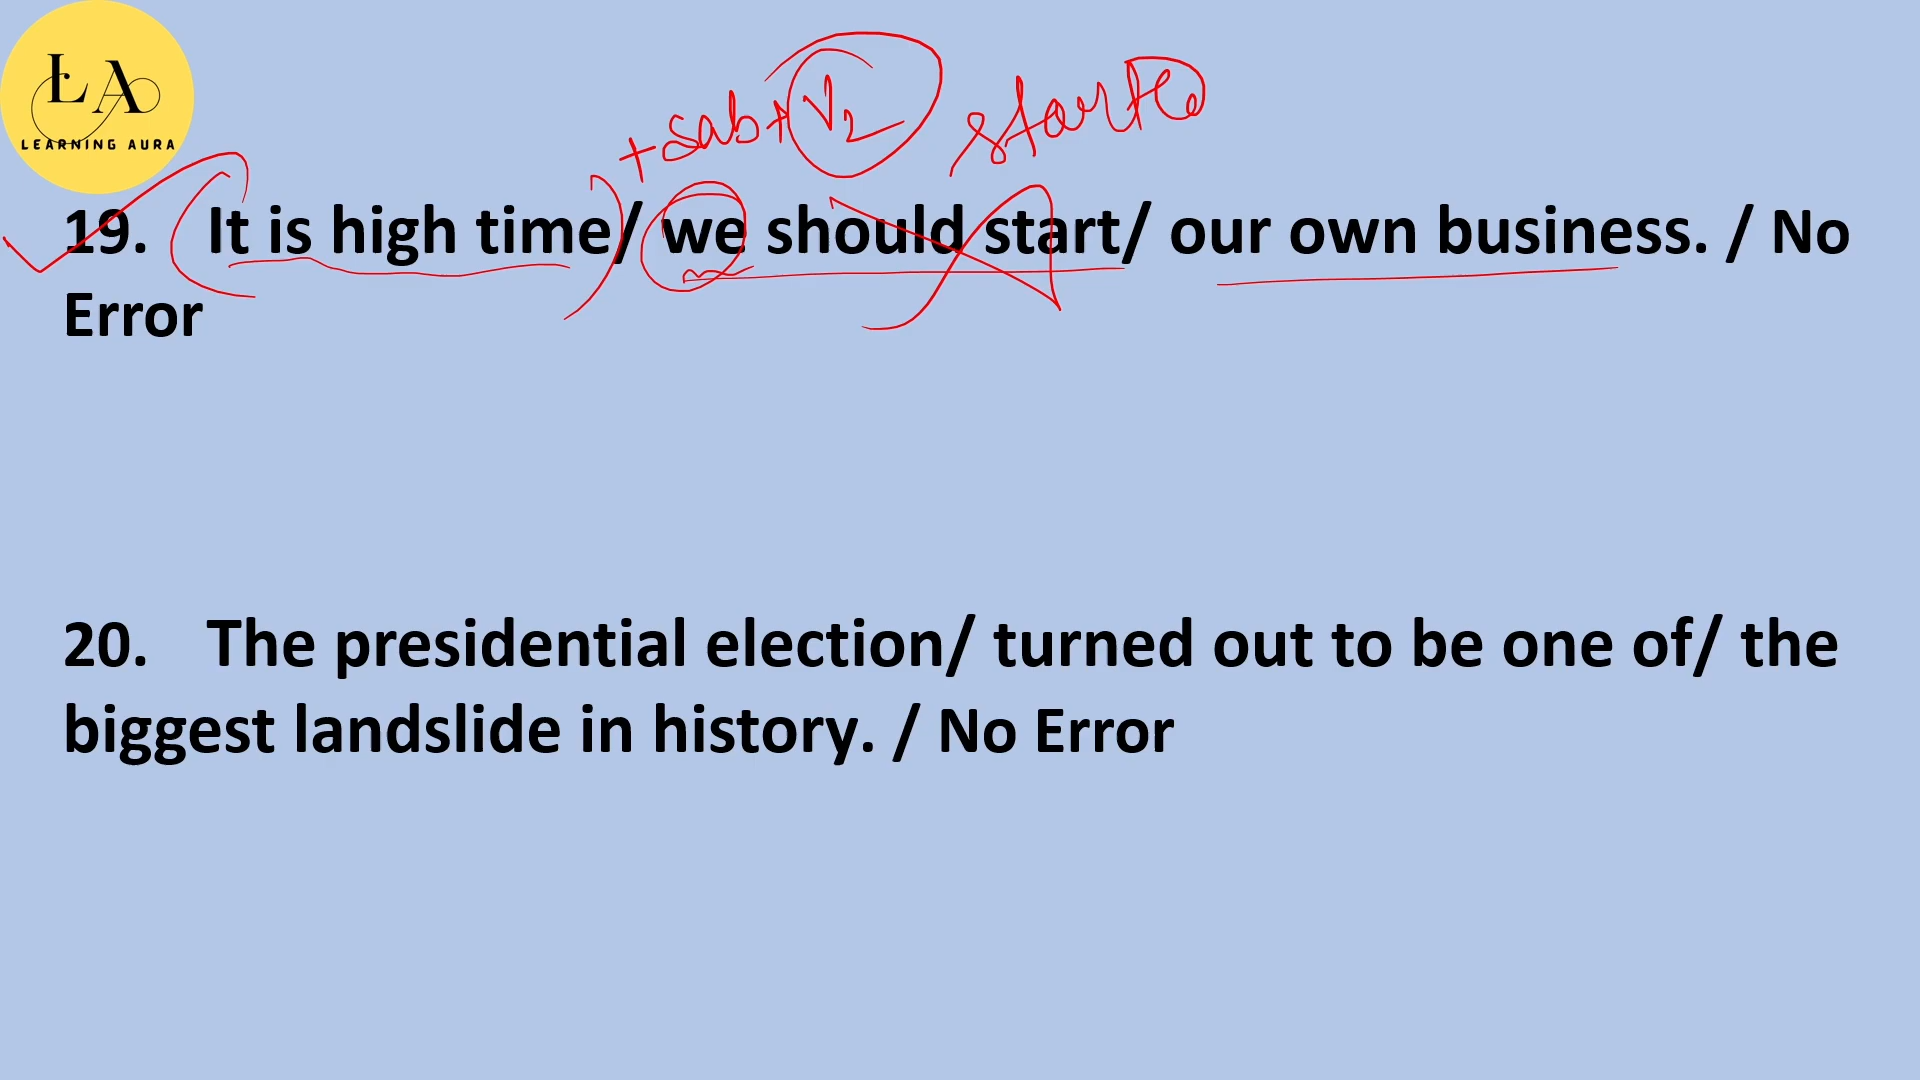 LA
LEARNING AURA
+ sub + V2 started
19. It is high time/ we should start/ our own business. / No
Error
20. The presidential election/ turned out to be one of/ the
biggest landslide in history. / No Error